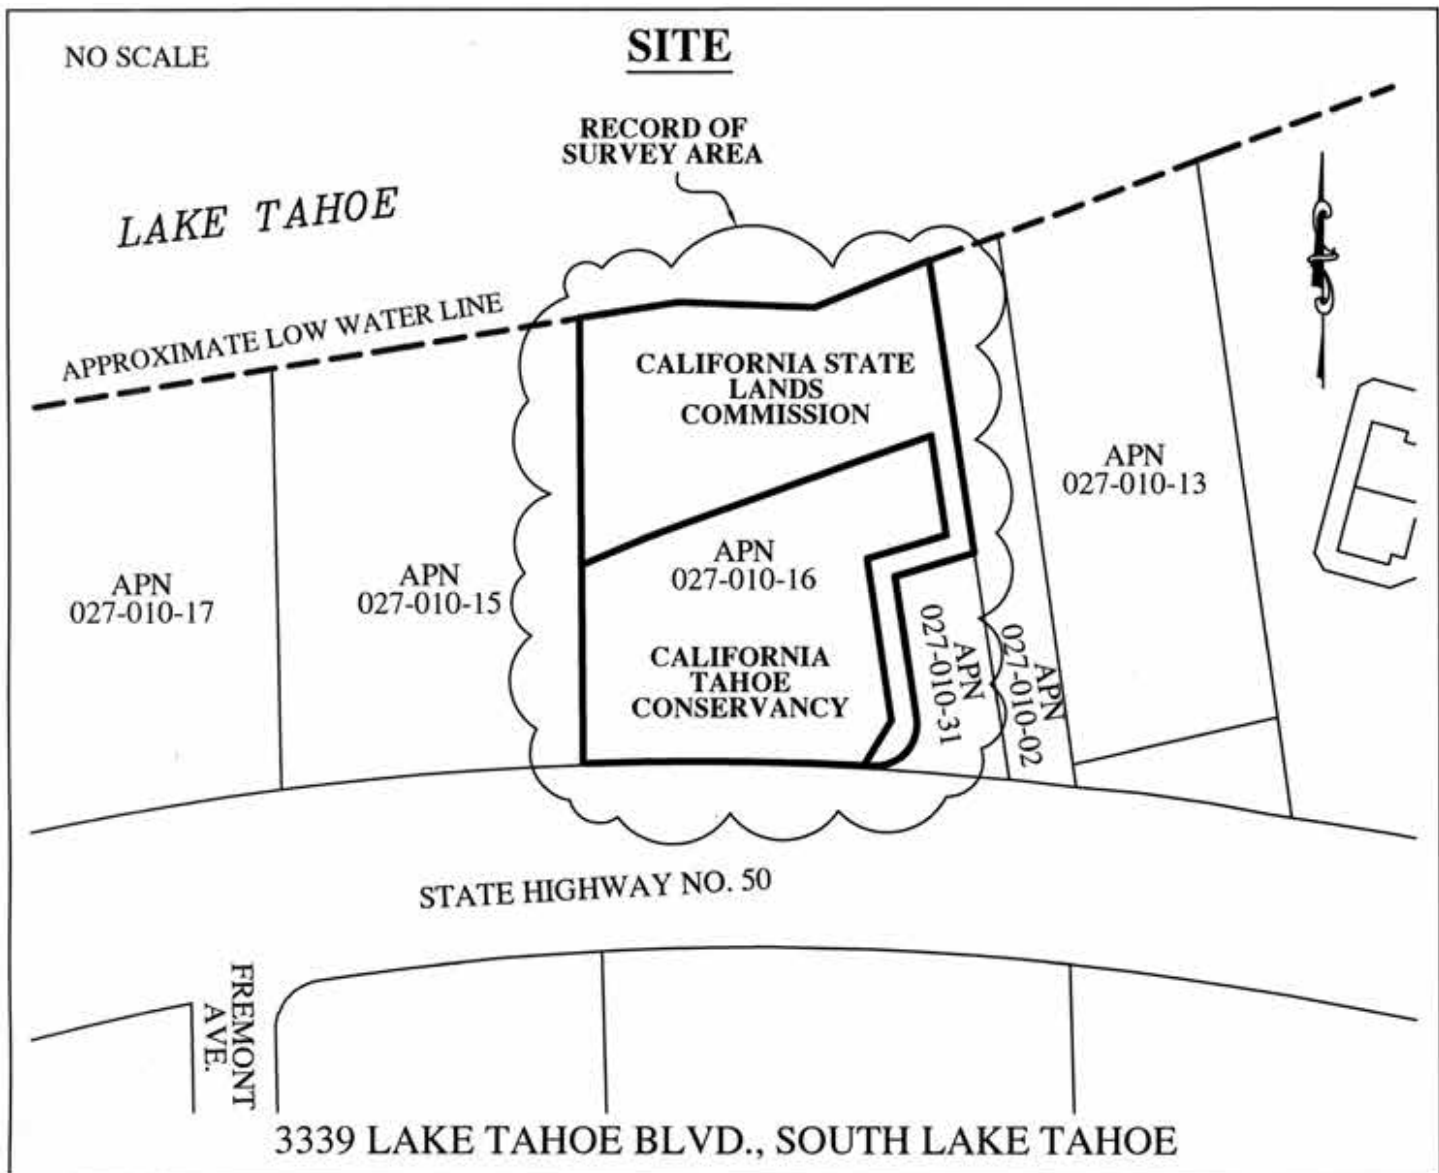 NO SCALE
SITE
RECORD OF
SURVEY AREA
LAKE TAHOE
APPROXIMATE LOW WATER LINE
CALIFORNIA STATE
LANDS
COMMISSION
APN
027-010-13
APN
027-010-16
APN
027-010-15
APN
027-010-17
CALIFORNIA
TAHOE
CONSERVANCY
APN
027-010-31
APN
027-010-02
STATE HIGHWAY NO. 50
FREMONT
AVE.
3339 LAKE TAHOE BLVD., SOUTH LAKE TAHOE